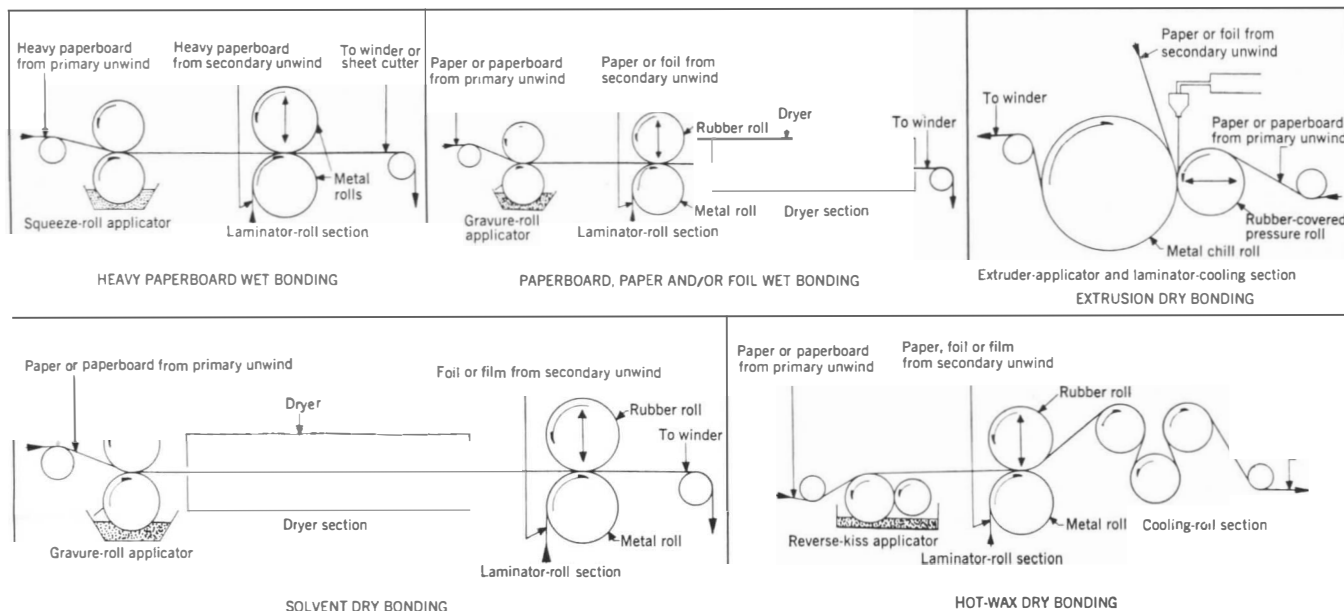 Heavy paperboard
from primary unwind
Heavy paperboard
from secondary unwind
To winder or
sheet cutter
Squeeze-roll applicator
Metal
rolls
Laminator-roll section
HEAVY PAPERBOARD WET BONDING
Paper or paperboard
from primary unwind
Paper or foil from
secondary unwind
Rubber roll
Dryer
To winder
Gravure-roll
applicator
Metal roll
Dryer section
Laminator-roll section
PAPERBOARD, PAPER AND/OR FOIL WET BONDING
Paper or foil from
secondary unwind
To winder
Paper or paperboard
from primary unwind
Rubber-covered
pressure roll
Metal chill roll
Extruder-applicator and laminator-cooling section
EXTRUSION DRY BONDING
Paper or paperboard from primary unwind
Dryer
Foil or film from secondary unwind
Rubber roll
To winder
Dryer section
Gravure-roll applicator
Metal roll
Laminator-roll section
SOLVENT DRY BONDING
Paper or paperboard
from primary unwind
Paper, foil or film
from secondary unwind
Rubber roll
Metal roll
Cooling-roll section
Reverse-kiss applicator
Laminator-roll section
HOT-WAX DRY BONDING